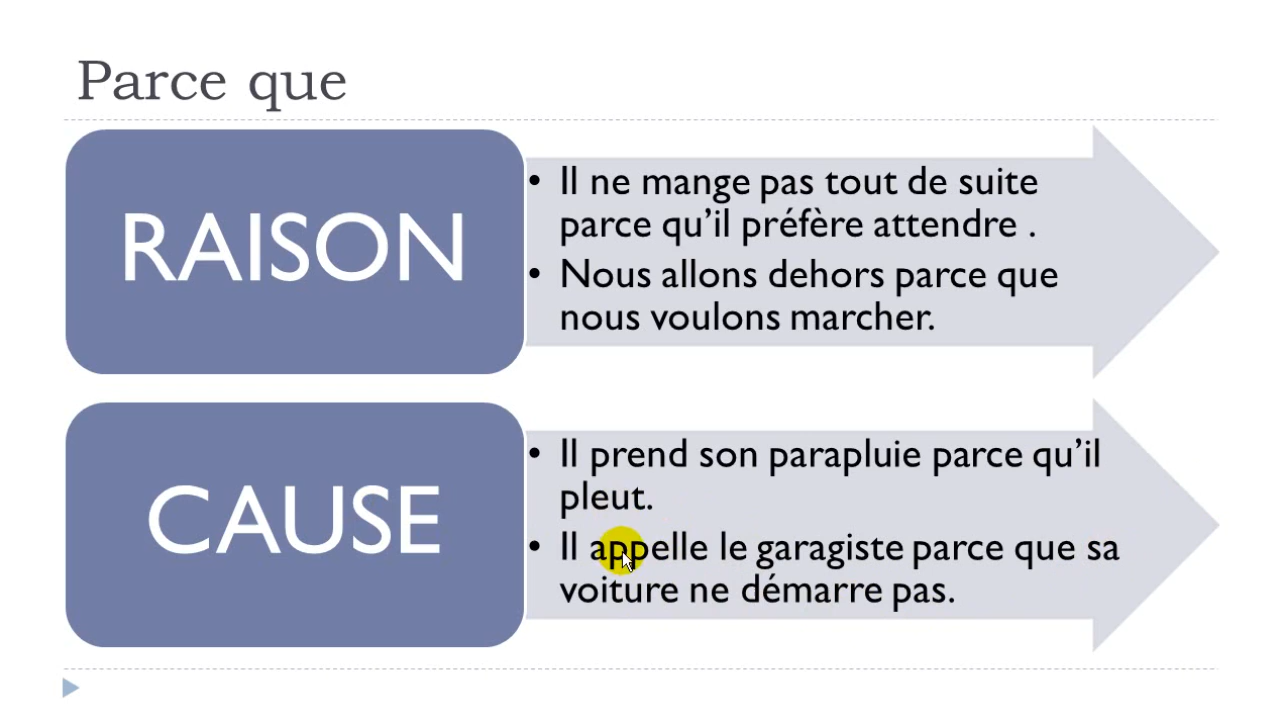 Parce que
RAISON
• Il ne mange pas tout de suite
parce qu’il préfère attendre .
• Nous allons dehors parce que
nous voulons marcher.
CAUSE
• Il prend son parapluie parce qu’il
pleut.
• Il appelle le garagiste parce que sa
voiture ne démarre pas.